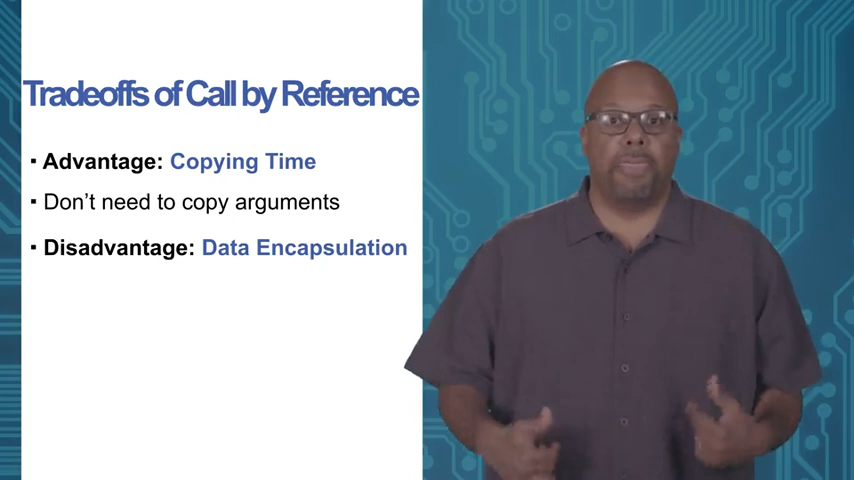 Tradeoffs of Call by Reference
▪ Advantage: Copying Time
▪ Don’t need to copy arguments
▪ Disadvantage: Data Encapsulation